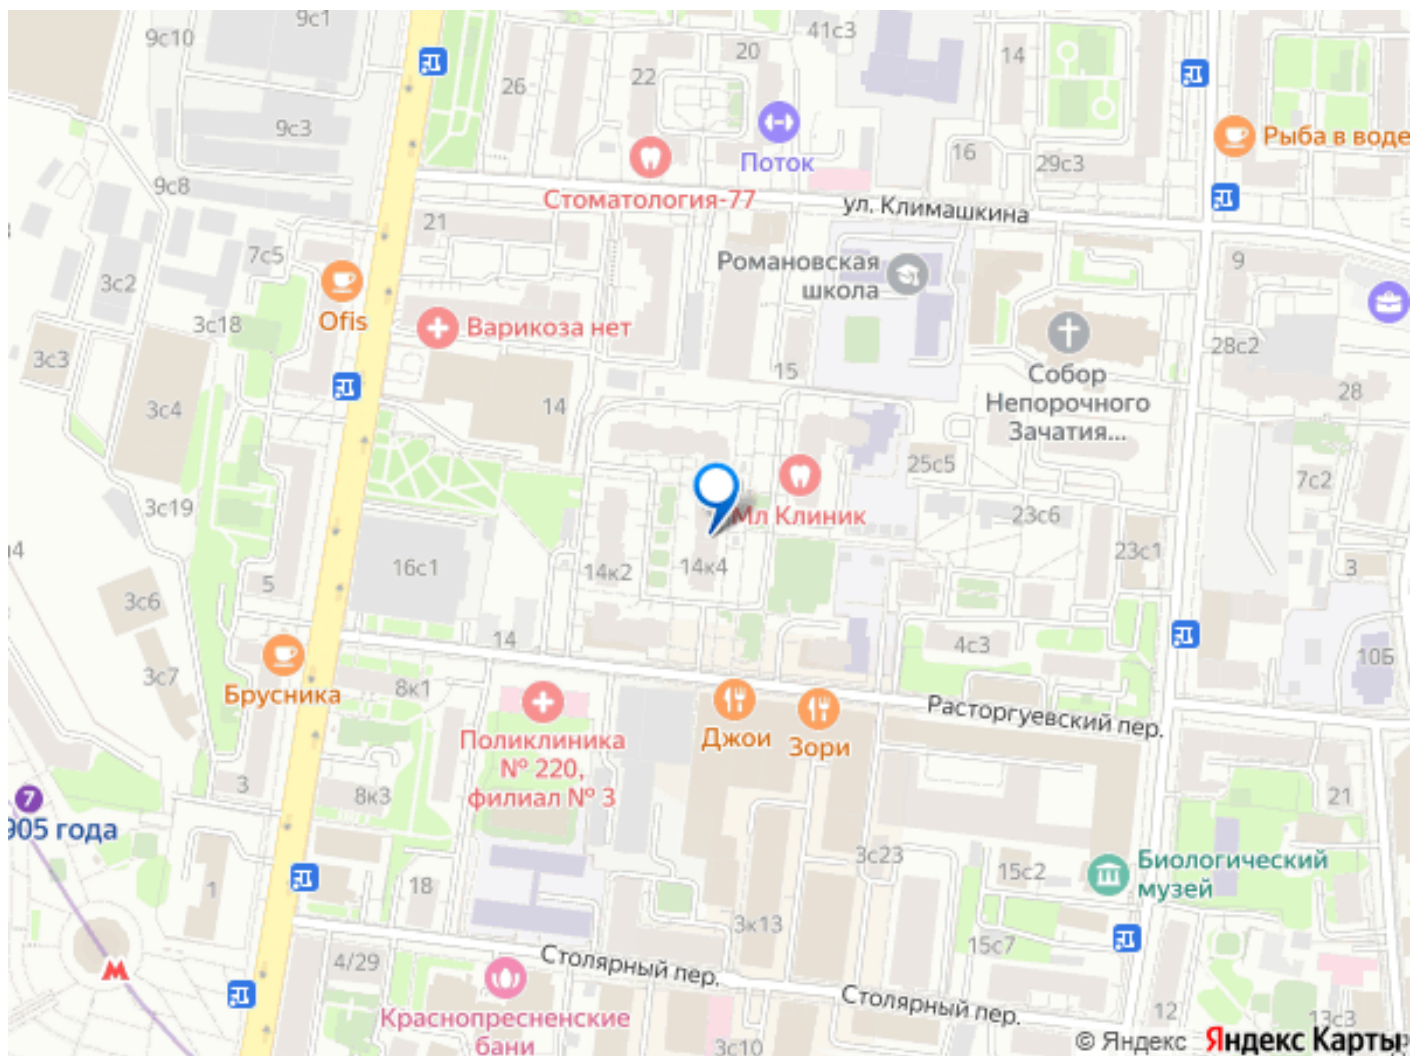 9с1
9с10
41с3
20
14
22
26
9с3
Поток
16
29с3
Рыба в воде
9с8
Стоматология-77
ул. Климашкина
21
7с5
3с2
Романовская
школа
9
Ofis
Варикоза нет
3с18
3с3
15
28с2
28
Собор
Непорочного
Зачатия...
3с4
14
25с5
7с2
3с19
Мл Клиник
23с6
23с1
16с1
14к2
14к4
5
3
3с6
14
4с3
10Б
3с7
Брусника
8к1
Расторгуевский пер.
Поликлиника
№ 220,
филиал № 3
Джои
Зори
3
8к3
21
7
905 года
3с23
15с2
Биологический
музей
1
18
3к13
15с7
4/29
Столярный пер.
Столярный пер.
12
13с3
Краснопресненские
бани
3с10
© Яндекс Яндекс Карты